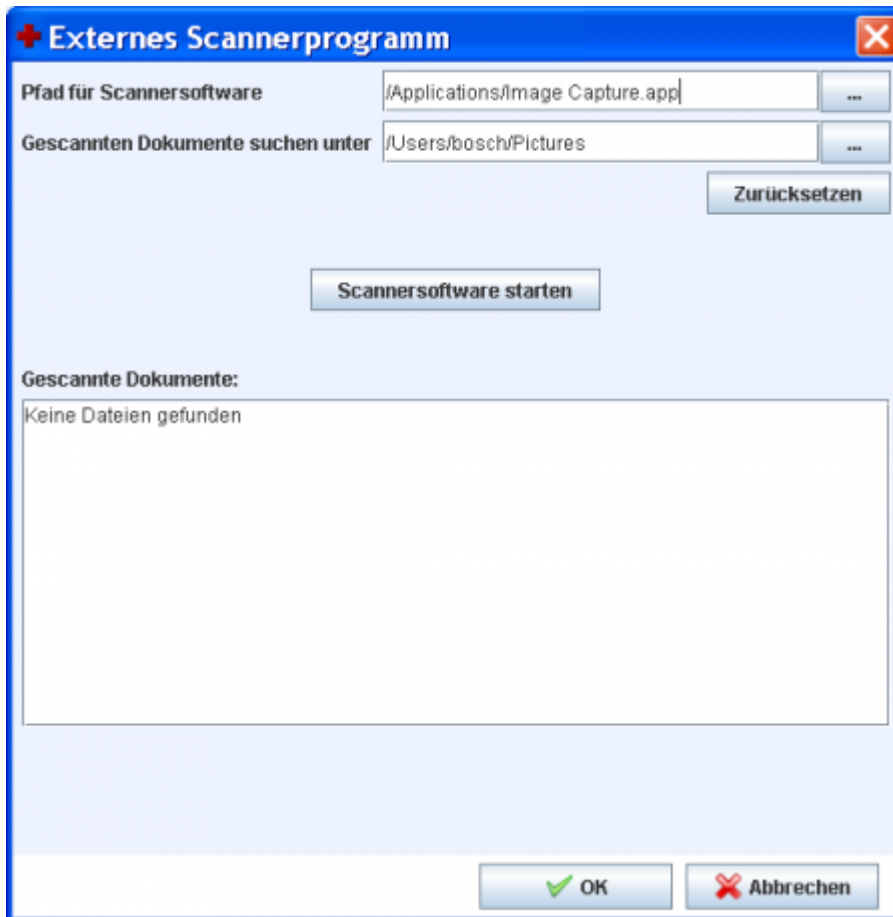 Externes Scannerprogramm
Pfad für Scannersoftware /Applications/Image Capture.app ...
Gescannten Dokumente suchen unter /Users/bosch/Pictures ...
Zurücksetzen
Scannersoftware starten
Gescannte Dokumente:
Keine Dateien gefunden
OK Abbrechen